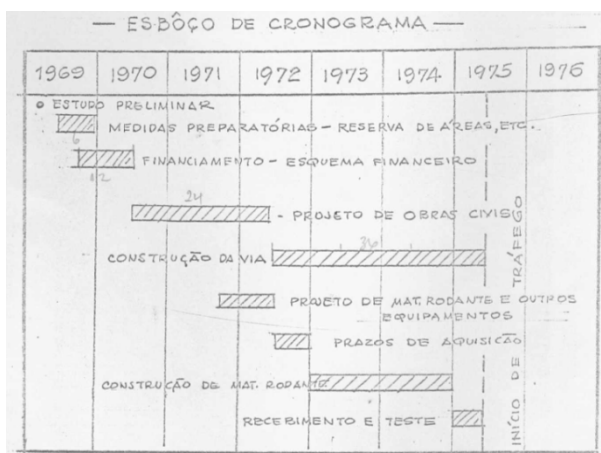 — ESBÔÇO DE CRONOGRAMA —
1969 1970 1971 1972 1973 1974 1975 1976
o ESTUDO PRELIMINAR
MEDIDAS PREPARATÓRIAS - RESERVA DE ÁREAS, ETC.
6
FINANCIAMENTO - ESQUEMA FINANCEIRO
12
24
- PROJETO DE OBRAS CIVIS
36
CONSTRUÇÃO DA VIA
PROJETO DE MAT. RODANTE E OUTROS
EQUIPAMENTOS
PRAZOS DE AQUISICÃO
CONSTRUÇÃO DE MAT. RODANTE
RECEBIMENTO E TESTE
INÍCIO DE TRÁFEGO